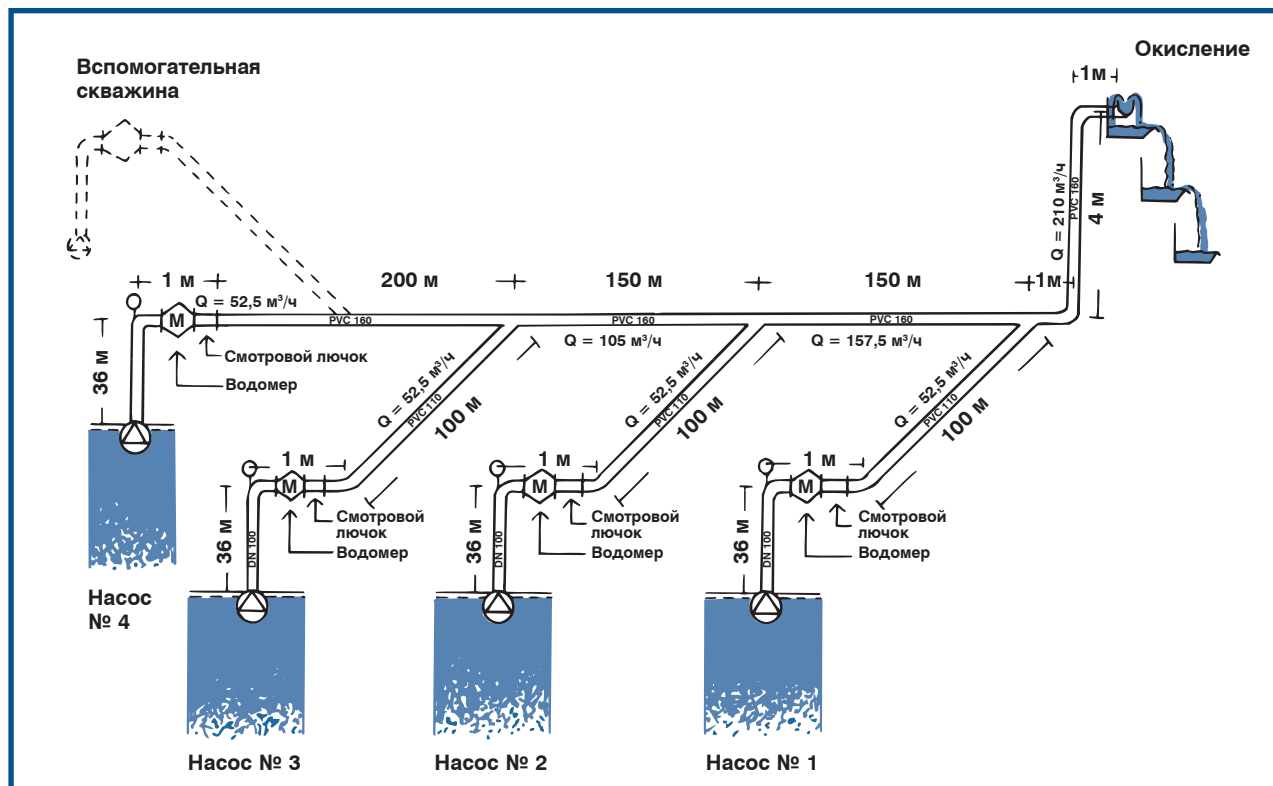 Окисление
1м
Вспомогательная
скважина
Q = 210 м³/ч
PVC 160
4 м
1 м
200 м
150 м
150 м
1м
Q = 52,5 м³/ч
PVC 160
PVC 160
PVC 160
Q = 105 м³/ч
Q = 157,5 м³/ч
М
Смотровой лючок
Водомер
36 м
Q = 52,5 м³/ч
PVC 110
100 м
Q = 52,5 м³/ч
PVC 110
100 м
Q = 52,5 м³/ч
PVC 110
100 м
1 м
1 м
1 м
М
М
М
36 м
DN 100
Смотровой
лючок
Водомер
36 м
DN 100
Смотровой
лючок
Водомер
36 м
DN 100
Смотровой
лючок
Водомер
Насос
№ 4
Насос № 3
Насос № 2
Насос № 1